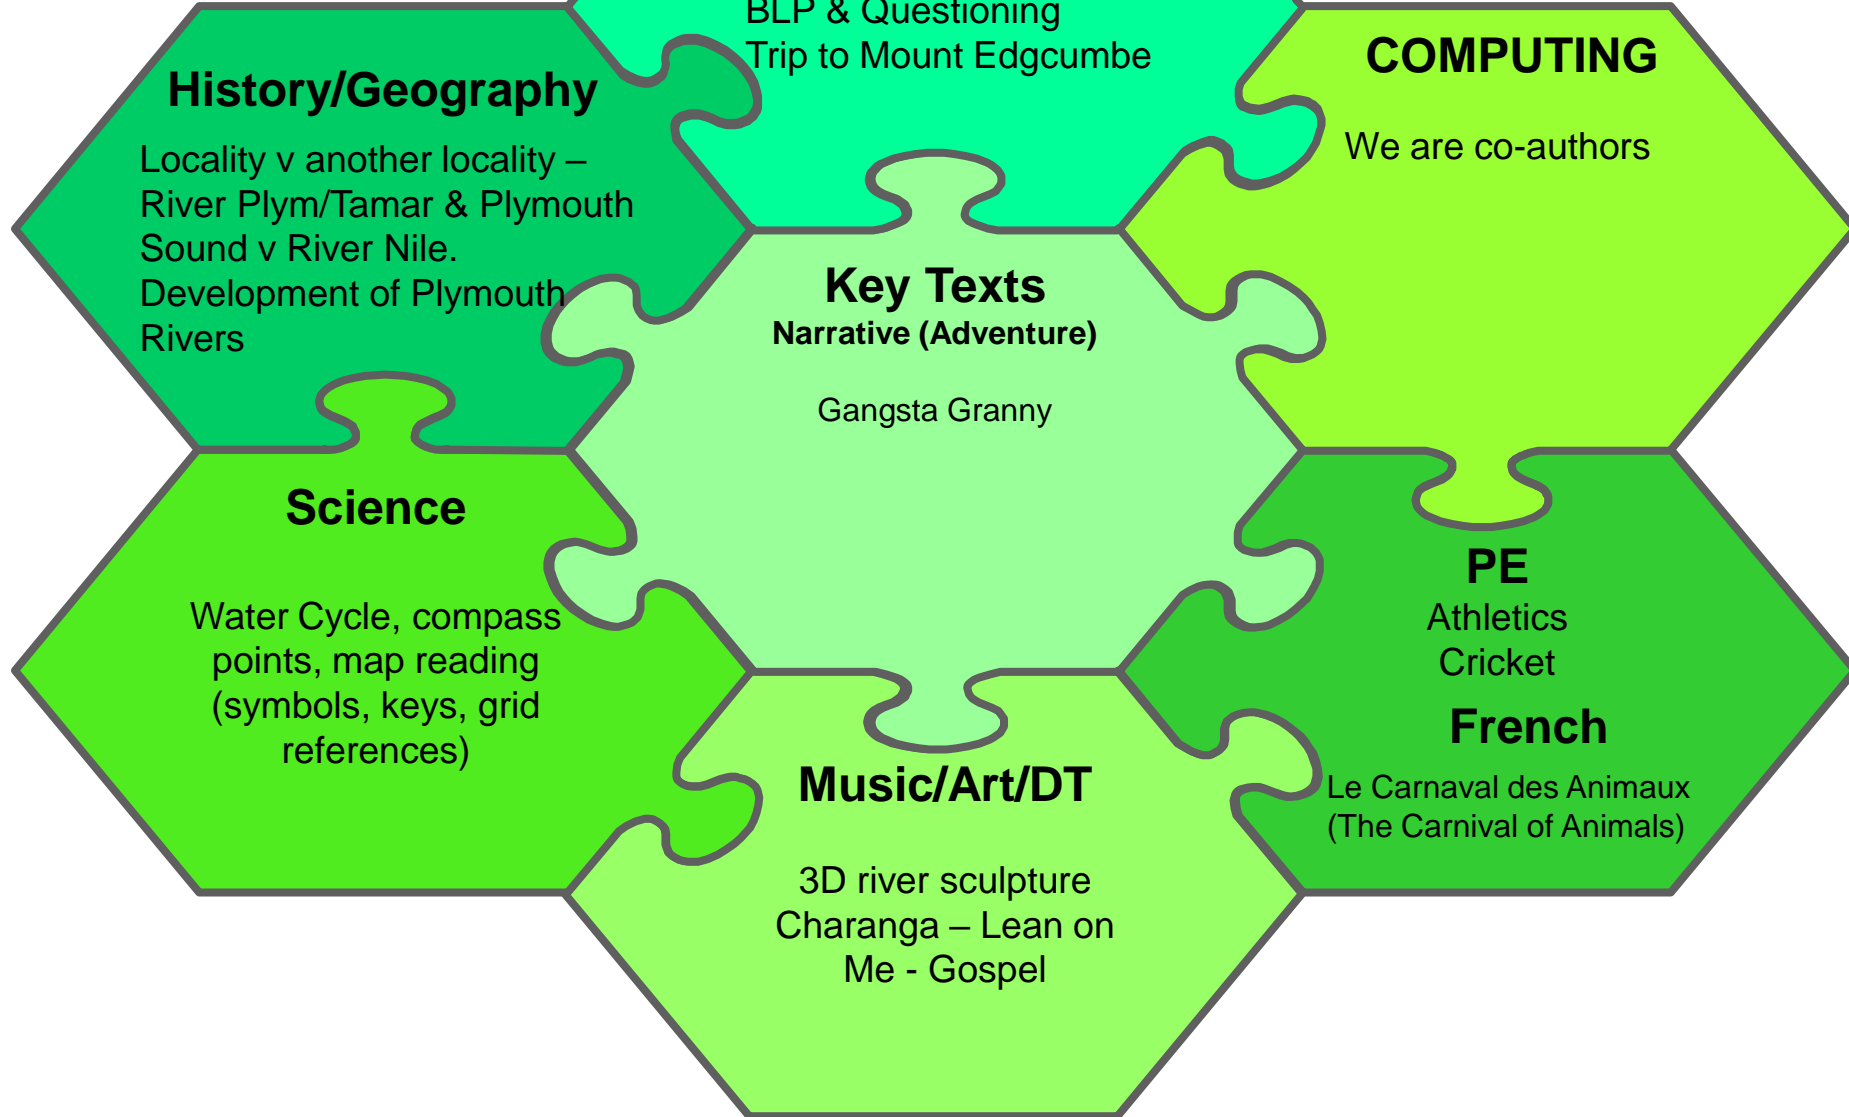 BLP & Questioning
Trip to Mount Edgcumbe
History/Geography
Locality v another locality –
River Plym/Tamar & Plymouth
Sound v River Nile.
Development of Plymouth
Rivers
COMPUTING
We are co-authors
Key Texts
Narrative (Adventure)
Gangsta Granny
Science
Water Cycle, compass
points, map reading
(symbols, keys, grid
references)
PE
Athletics
Cricket
French
Le Carnaval des Animaux
(The Carnival of Animals)
Music/Art/DT
3D river sculpture
Charanga – Lean on
Me - Gospel